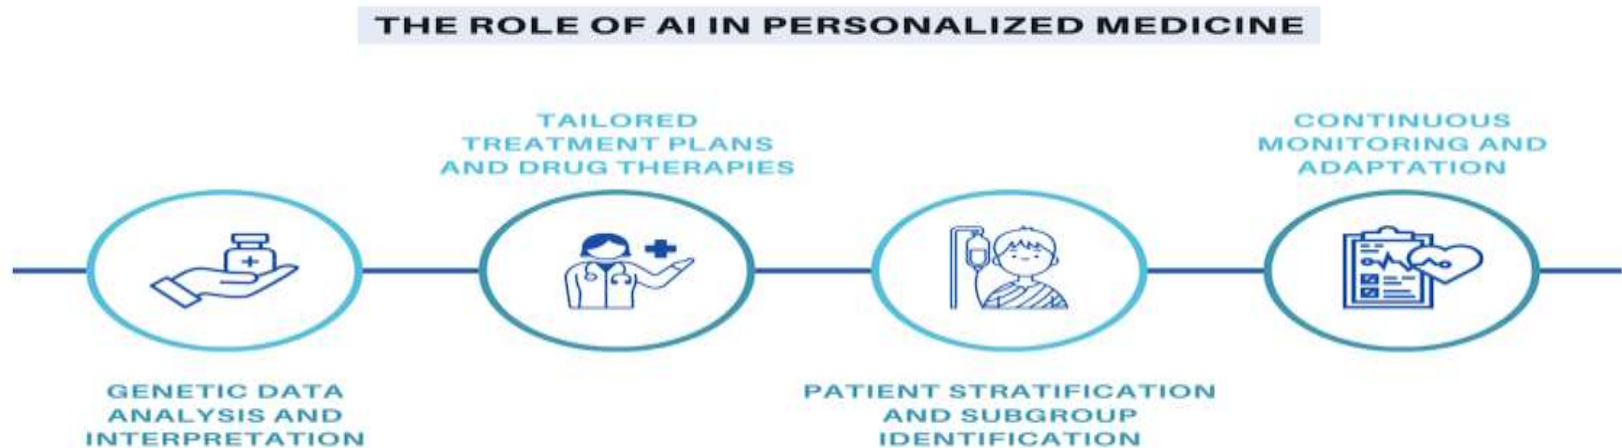 THE ROLE OF AI IN PERSONALIZED MEDICINE
GENETIC DATA
ANALYSIS AND
INTERPRETATION
TAILORED
TREATMENT PLANS
AND DRUG THERAPIES
PATIENT STRATIFICATION
AND SUBGROUP
IDENTIFICATION
CONTINUOUS
MONITORING AND
ADAPTATION